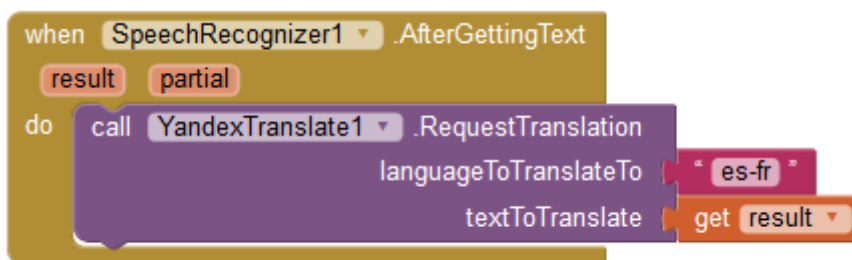 when SpeechRecognizer1 .AfterGettingText
result partial
do call YandexTranslate1 .RequestTranslation
languageToTranslateTo " es-fr "
textToTranslate get result